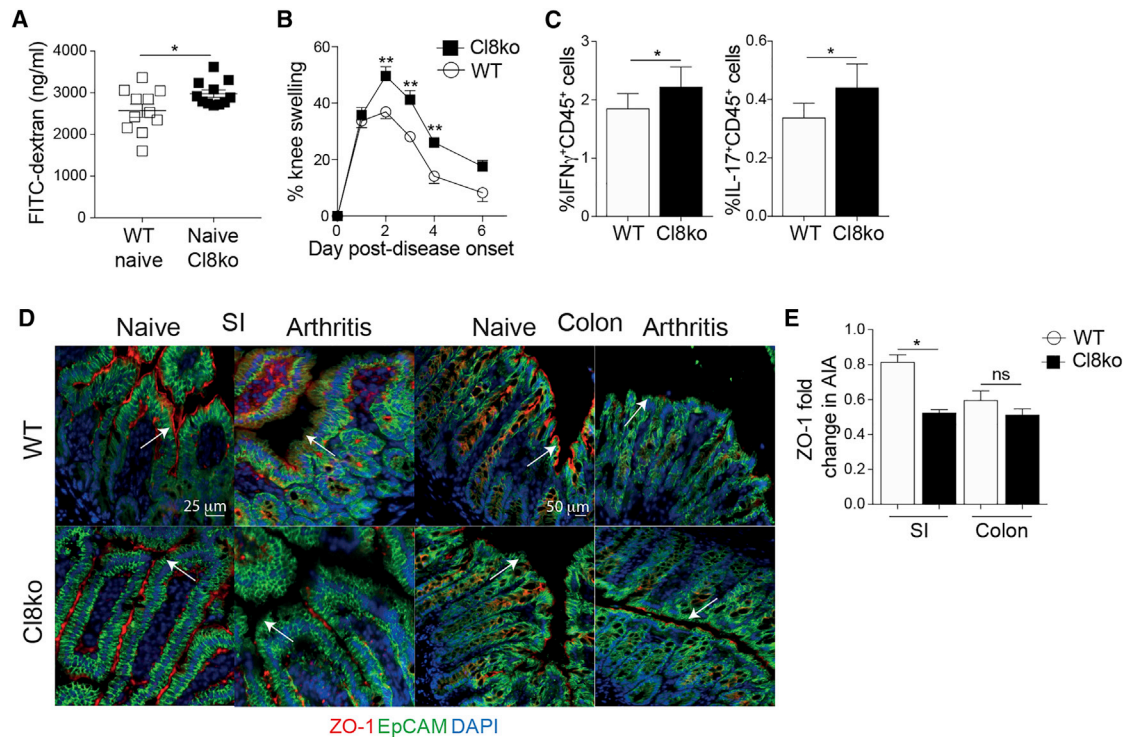 A
FITC-dextran (ng/ml)
4000
3000
2000
1000
0
*
WT
naive
Naive
Cl8ko
B
% knee swelling
60
40
20
0
**
**
**
Cl8ko
WT
0 2 4 6
Day post-disease onset
C
%IFNγ⁺CD45⁺ cells
3
2
1
0
*
WT Cl8ko
%IL-17⁺CD45⁺ cells
0.6
0.4
0.2
0.0
*
WT Cl8ko
D
SI Colon
Naive Arthritis Naive Arthritis
WT
25 μm
50 μm
Cl8ko
ZO-1 EpCAM DAPI
E
ZO-1 fold
change in AIA
1.0
0.8
0.6
0.4
0.2
0.0
*
ns
WT
Cl8ko
SI Colon